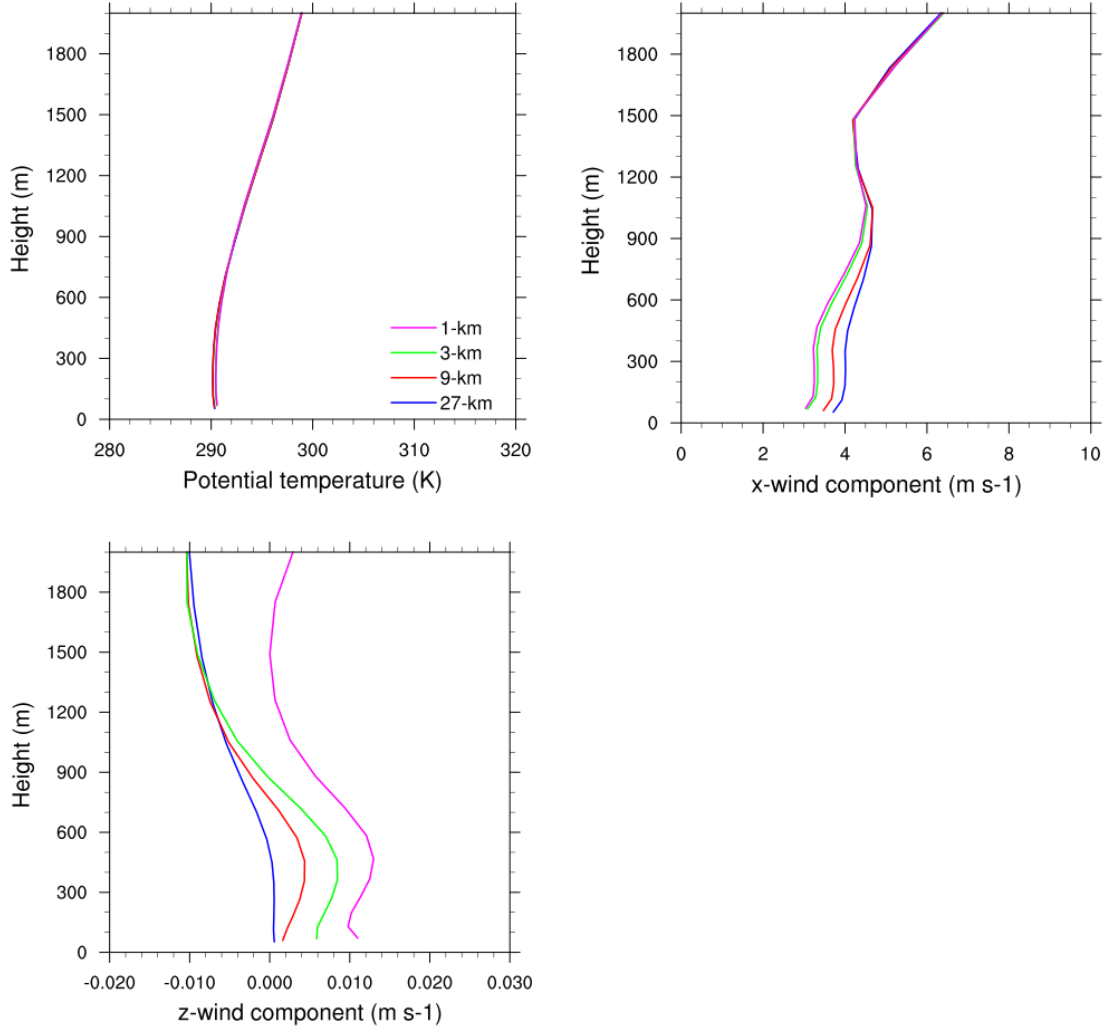 1800
1500
1200
900
600
300
0
Height (m)
280 290 300 310 320
Potential temperature (K)
1-km
3-km
9-km
27-km
1800
1500
1200
900
600
300
0
Height (m)
0 2 4 6 8 10
x-wind component (m s-1)
1800
1500
1200
900
600
300
0
Height (m)
-0.020 -0.010 0.000 0.010 0.020 0.030
z-wind component (m s-1)